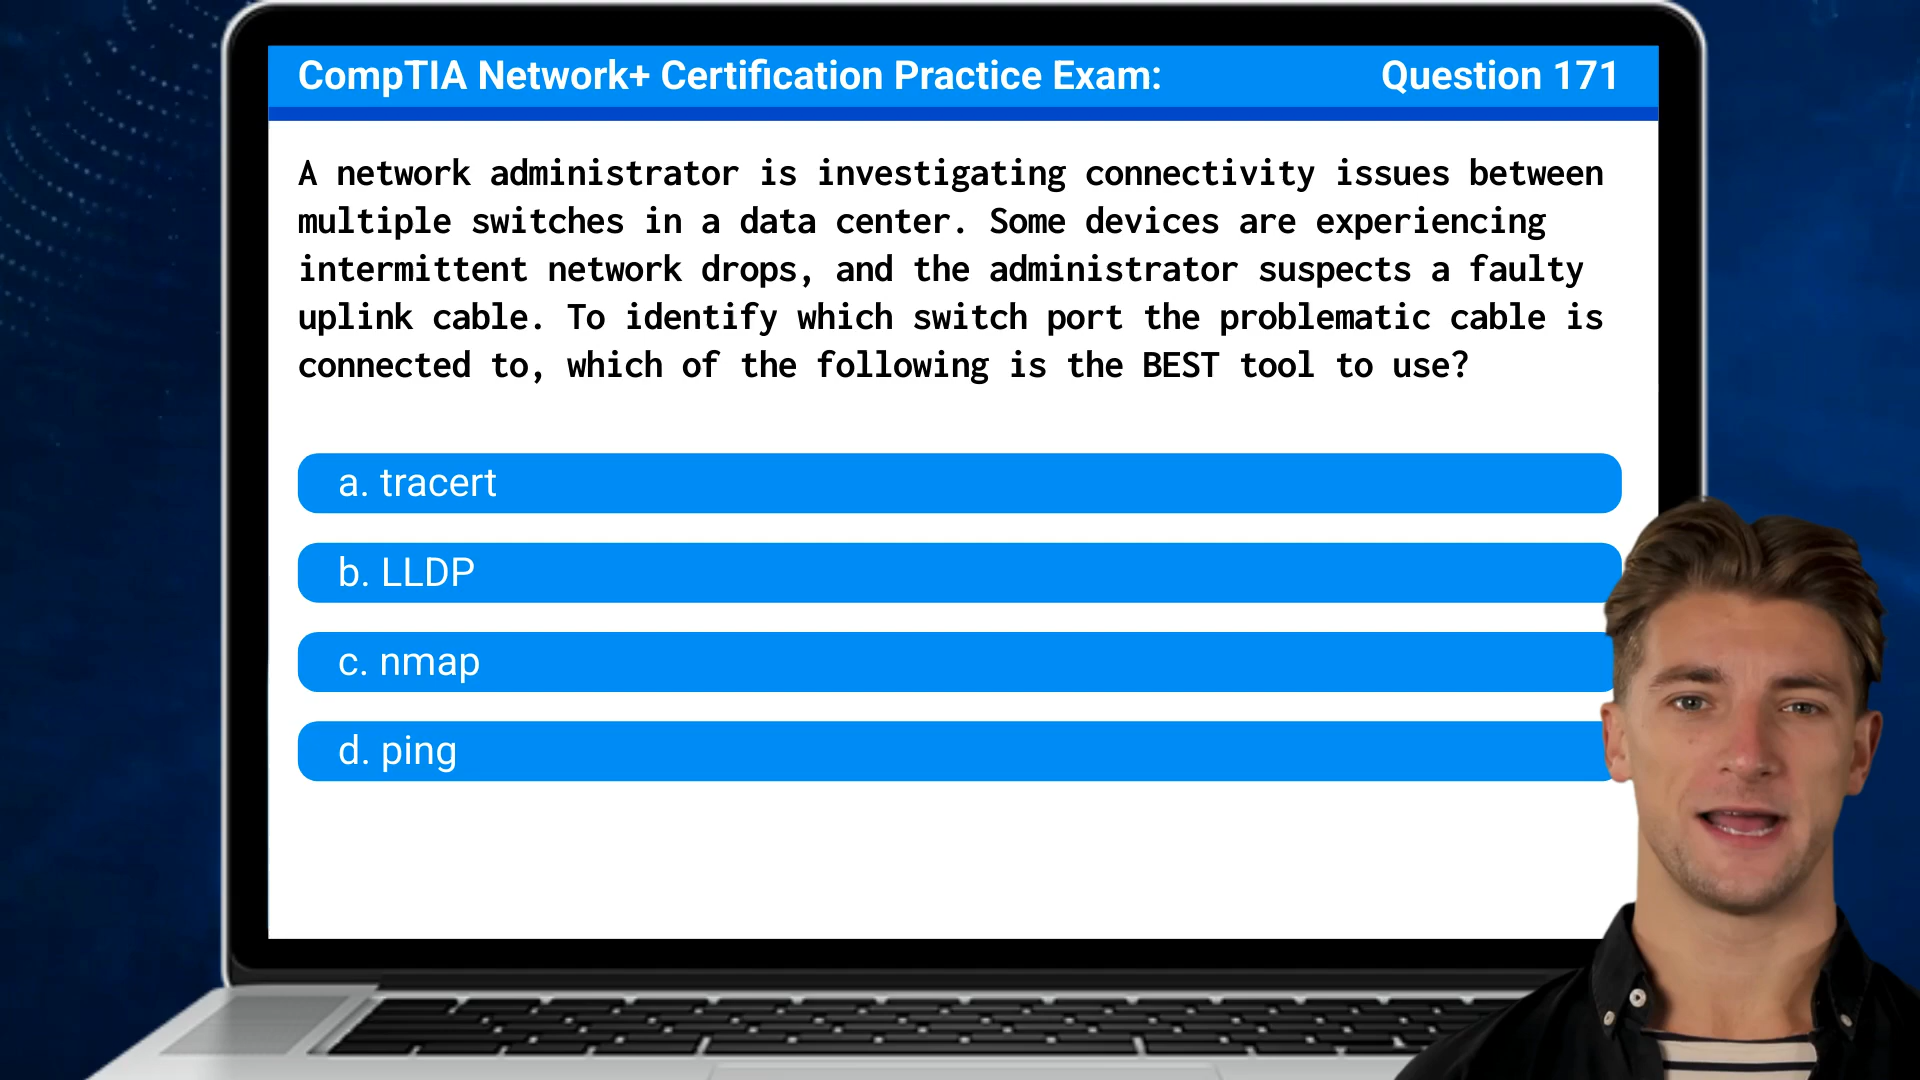 CompTIA Network+ Certification Practice Exam: Question 171
A network administrator is investigating connectivity issues between
multiple switches in a data center. Some devices are experiencing
intermittent network drops, and the administrator suspects a faulty
uplink cable. To identify which switch port the problematic cable is
connected to, which of the following is the BEST tool to use?
a. tracert
b. LLDP
c. nmap
d. ping